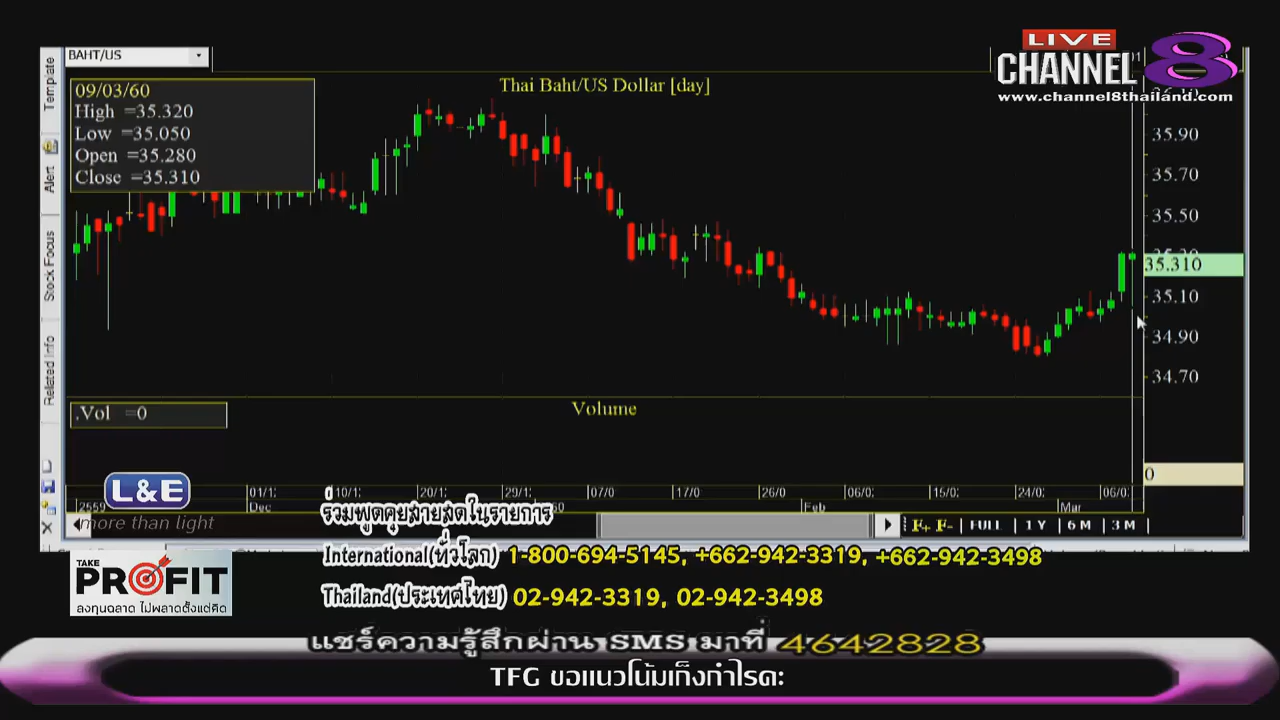 LIVE
CHANNEL 8
www.channel8thailand.com
BAHT/US
Thai Baht/US Dollar [day]
09/03/60
High =35.320
Low =35.050
Open =35.280
Close =35.310
Template
Alert
Stock Focus
Related Info
35.90
35.70
35.50
35.310
35.10
34.90
34.70
.Vol =0
Volume
0
2559
01/1:
10/1:
20/1:
29/1:
07/0
17/0
26/0
06/0:
15/0:
24/0:
06/0:
Dec
Feb
Mar
F+ F- FULL 1 Y 6 M 3 M
L&E
more than light
ร่วมพูดคุยสายสดในรายการ
International(ทั่วโลก) 1-800-694-5145, +662-942-3319, +662-942-3498
Thailand(ประเทศไทย) 02-942-3319, 02-942-3498
TAKE
PROFIT
ลงทุนฉลาด ไม่พลาดตั้งแต่คิด
แชร์ความรู้สึกผ่าน SMS มาที่ 4642828
TFG ขอแนวโน้มเก็งกำไรค่ะ